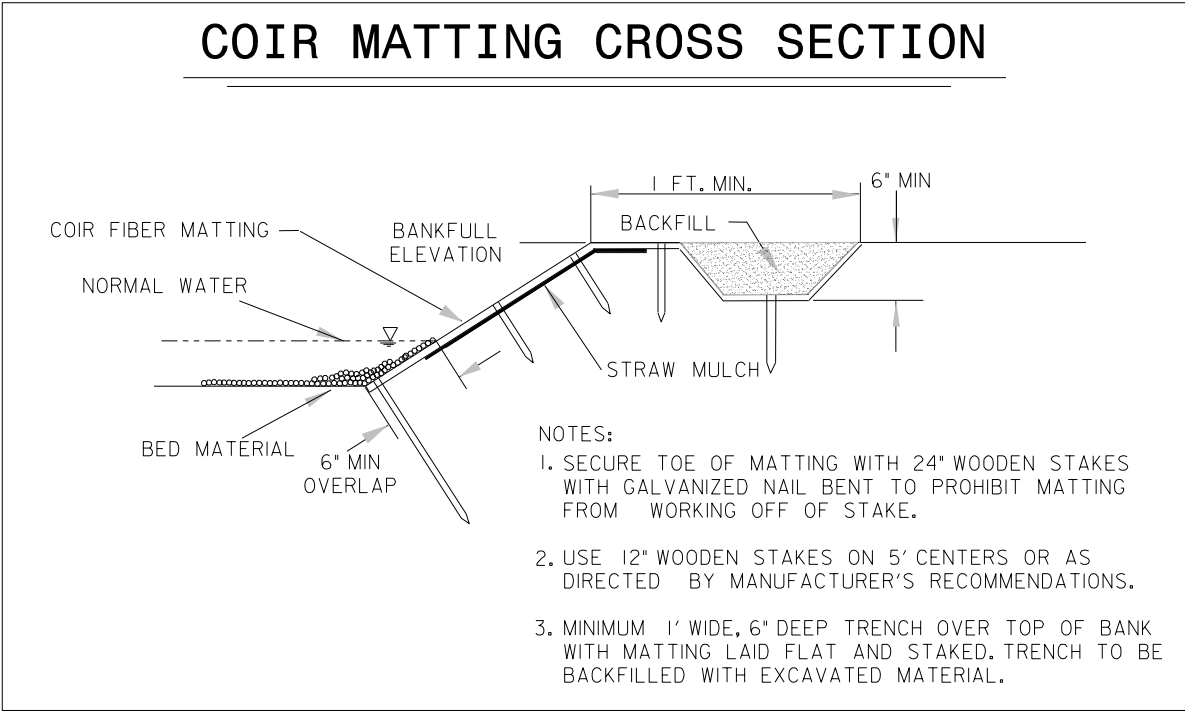 COIR MATTING CROSS SECTION
1 FT. MIN.
6" MIN
BACKFILL
COIR FIBER MATTING
BANKFULL
ELEVATION
NORMAL WATER
STRAW MULCH
BED MATERIAL
6" MIN
OVERLAP
NOTES:
1. SECURE TOE OF MATTING WITH 24" WOODEN STAKES
WITH GALVANIZED NAIL BENT TO PROHIBIT MATTING
FROM WORKING OFF OF STAKE.
2. USE 12" WOODEN STAKES ON 5' CENTERS OR AS
DIRECTED BY MANUFACTURER'S RECOMMENDATIONS.
3. MINIMUM 1' WIDE, 6" DEEP TRENCH OVER TOP OF BANK
WITH MATTING LAID FLAT AND STAKED. TRENCH TO BE
BACKFILLED WITH EXCAVATED MATERIAL.